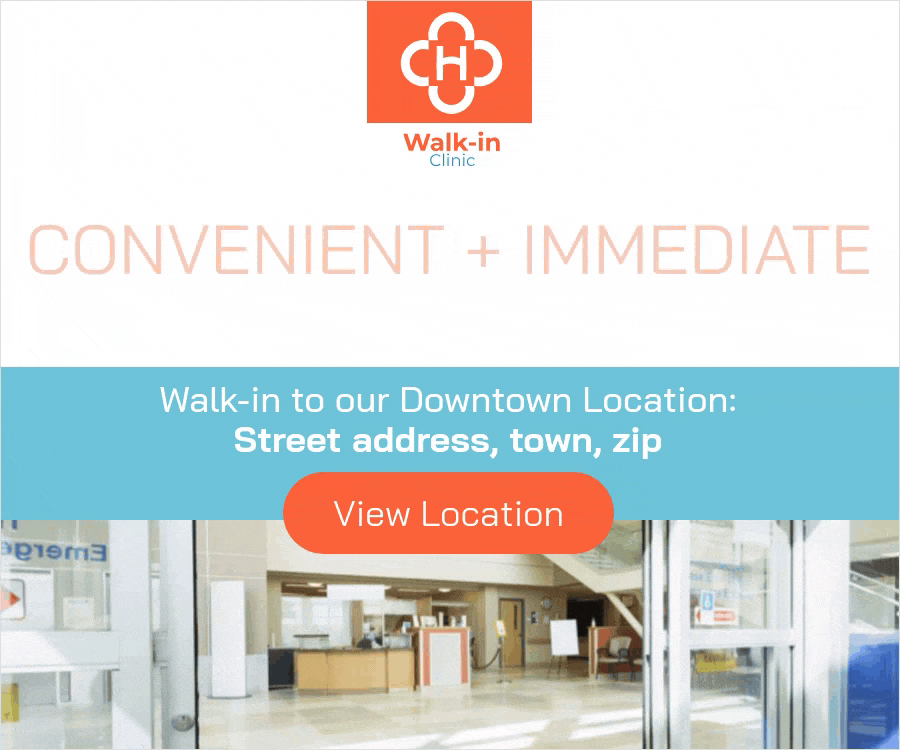 H
Walk-in
Clinic
CONVENIENT + IMMEDIATE
Walk-in to our Downtown Location:
Street address, town, zip
View Location
Emerge